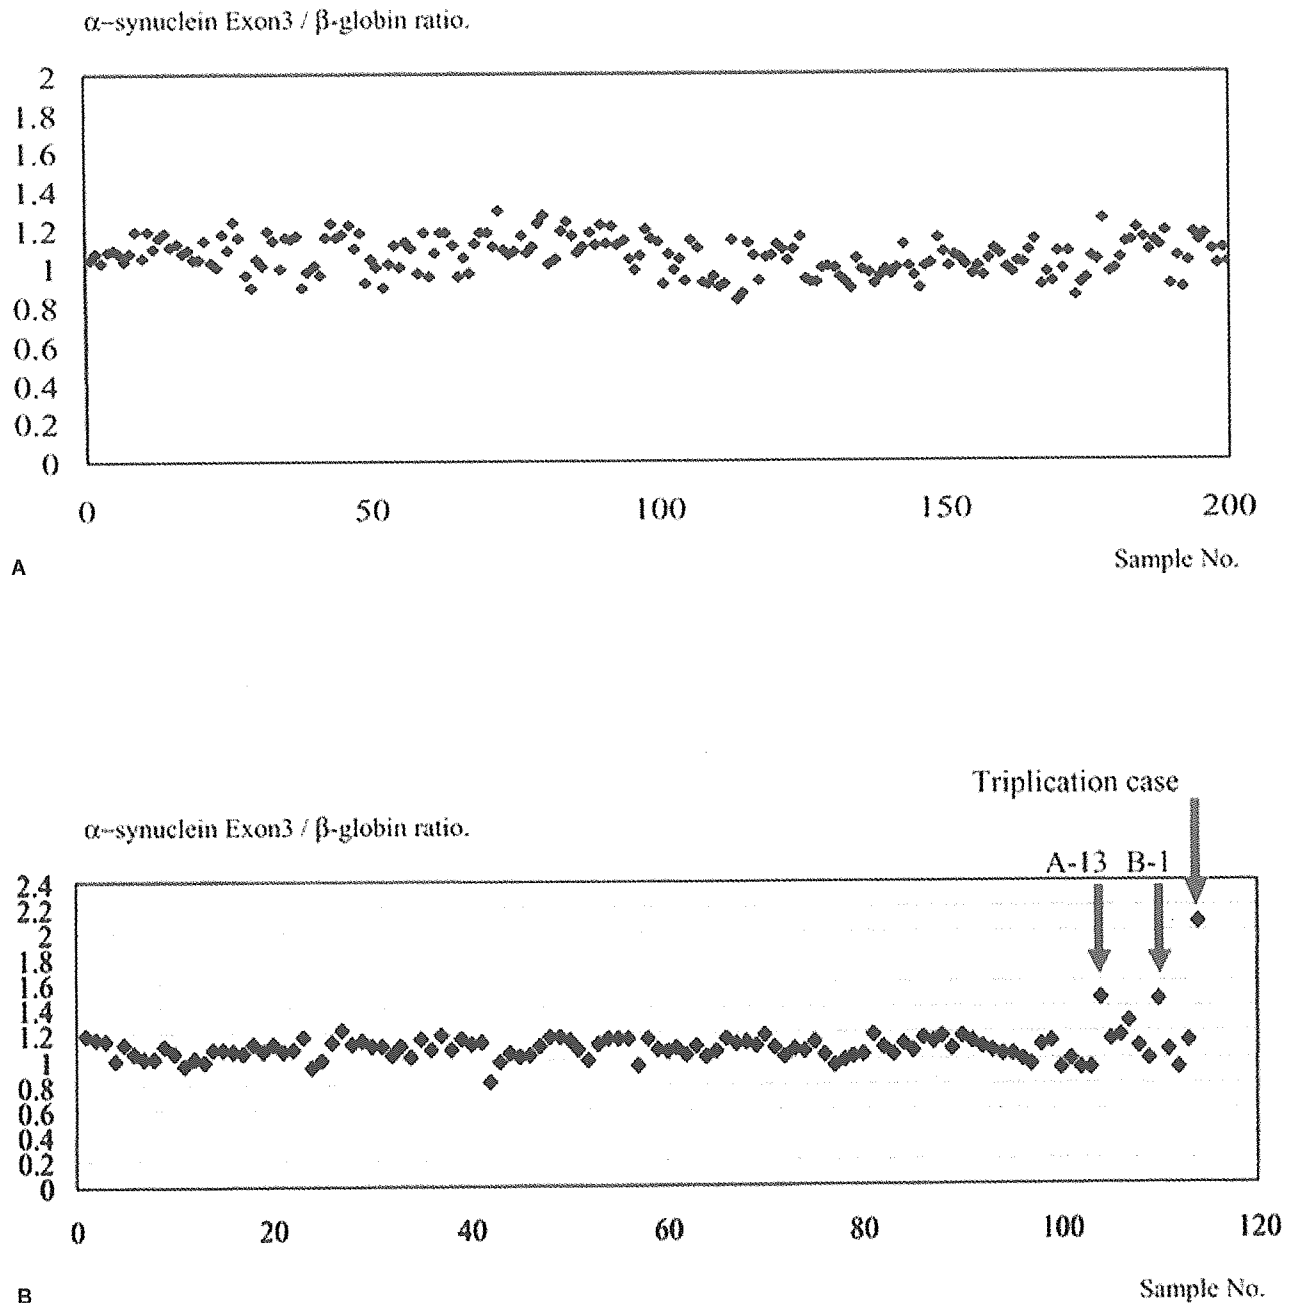 α-synuclein Exon3 / β-globin ratio.
2
1.8
1.6
1.4
1.2
1
0.8
0.6
0.4
0.2
0
0 50 100 150 200
Sample No.
A
Triplication case
α-synuclein Exon3 / β-globin ratio.
A-13 B-1
2.4
2.2
2
1.8
1.6
1.4
1.2
1
0.8
0.6
0.4
0.2
0
0 20 40 60 80 100 120
Sample No.
B